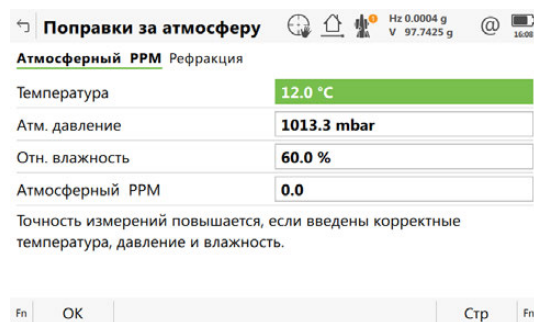 Поправки за атмосферу
Hz 0.0004 g
V 97.7425 g
@
16:08
Атмосферный PPM Рефракция
Температура 12.0 °C
Атм. давление 1013.3 mbar
Отн. влажность 60.0 %
Атмосферный PPM 0.0
Точность измерений повышается, если введены корректные
температура, давление и влажность.
Fn OK Стр Fn